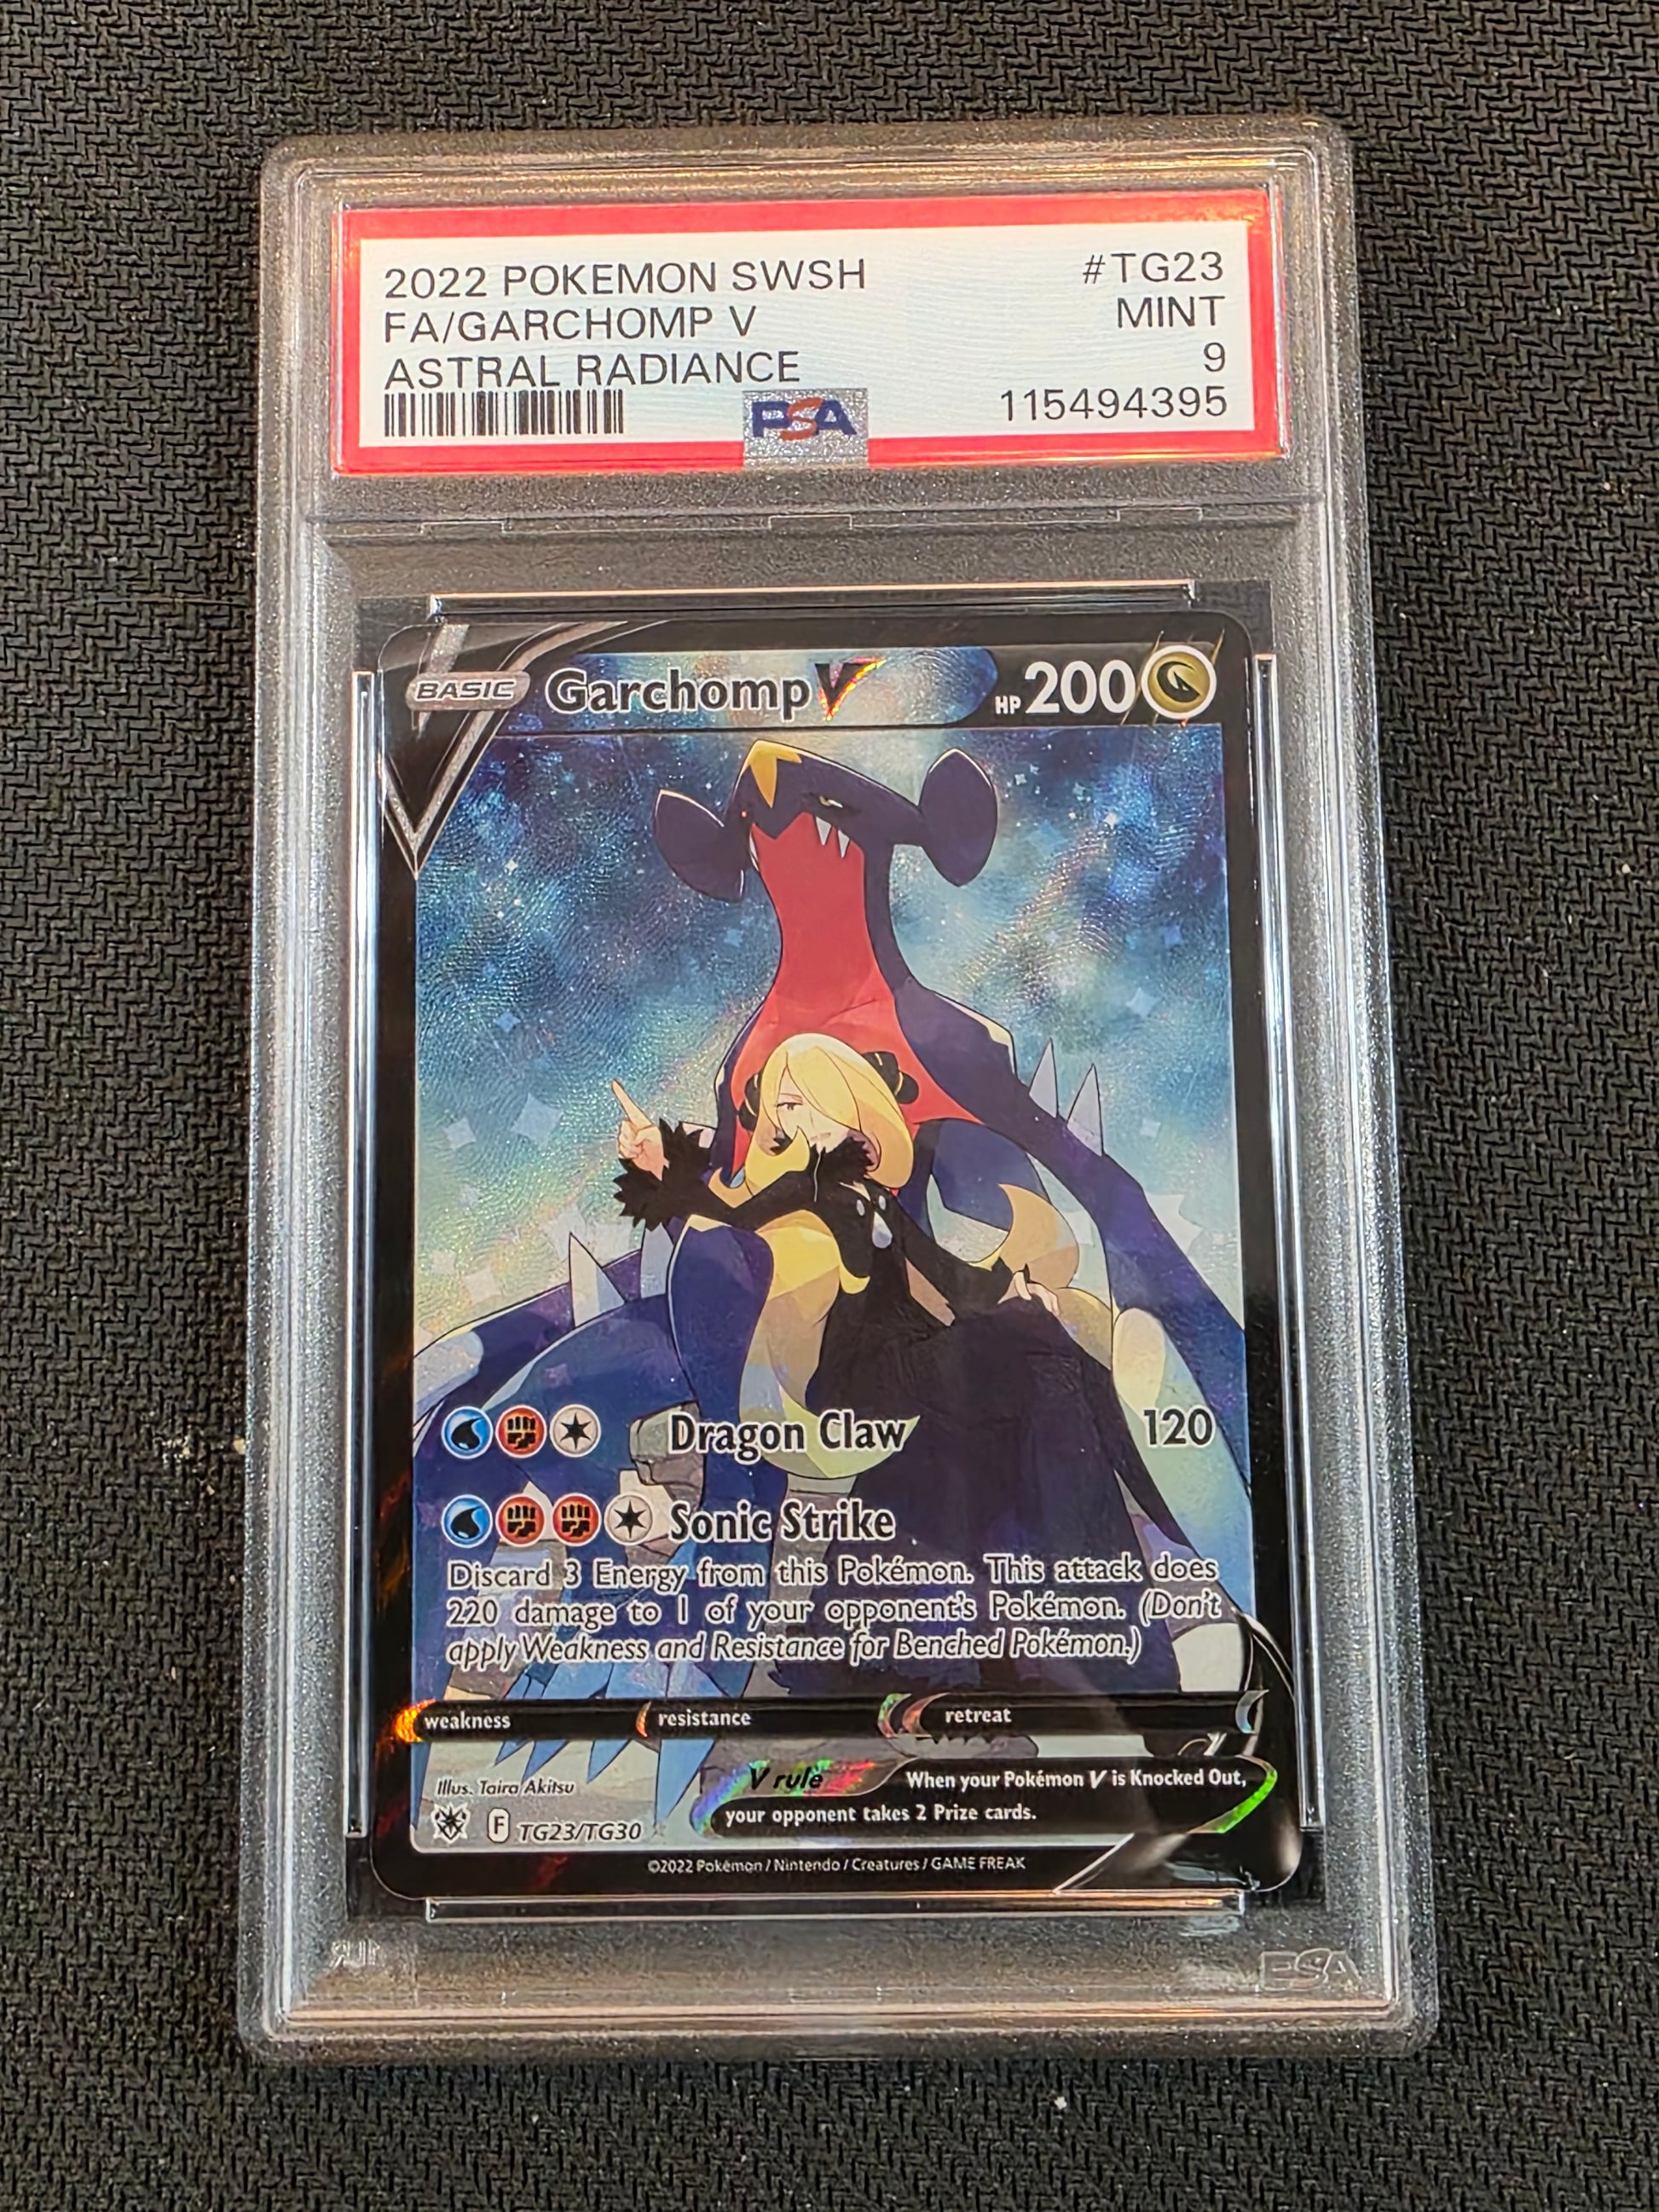 2022 POKEMON SWSH #TG23
FA/GARCHOMP V MINT
ASTRAL RADIANCE 9
PSA 115494395
BASIC Garchomp V HP 200
Dragon Claw 120
Sonic Strike
Discard 3 Energy from this Pokémon. This attack does
220 damage to 1 of your opponent's Pokémon. (Don't
apply Weakness and Resistance for Benched Pokémon.)
weakness resistance retreat
Illus. Taira Akitsu
V rule When your Pokémon V is Knocked Out,
your opponent takes 2 Prize cards.
F TG23/TG30
©2022 Pokémon / Nintendo / Creatures / GAME FREAK
PSA